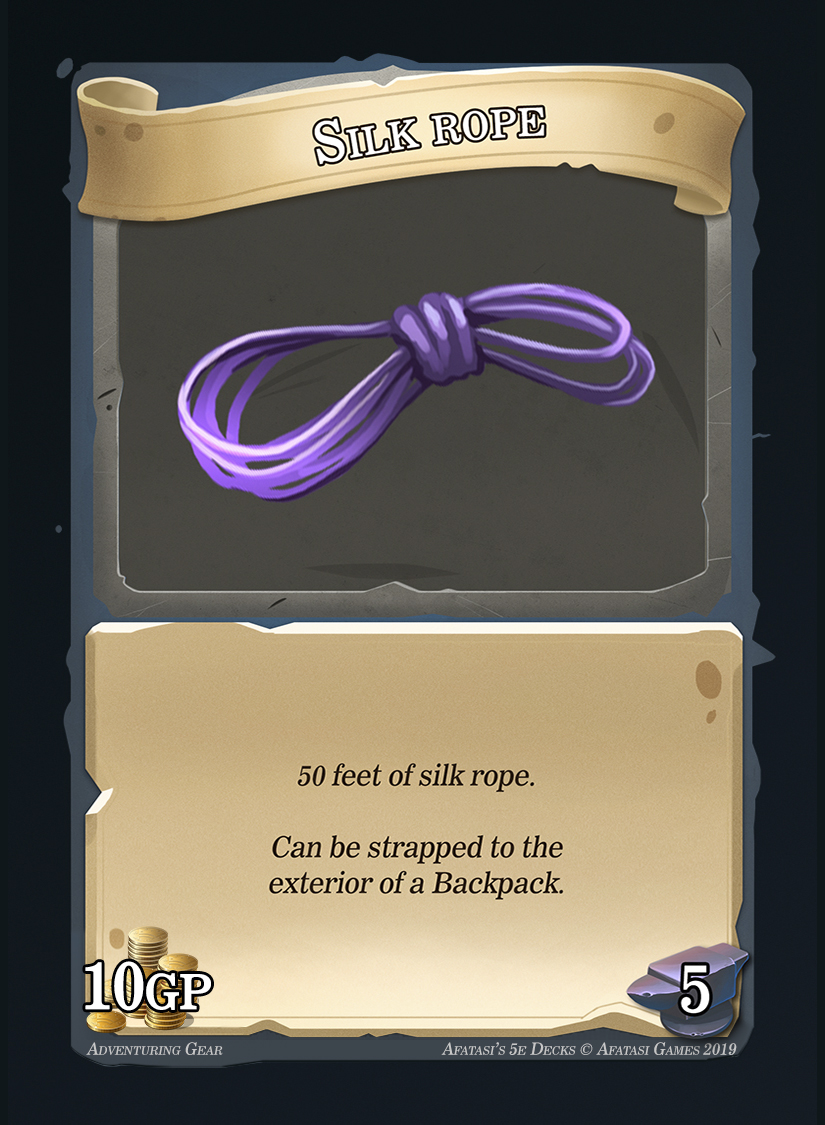 Silk rope
50 feet of silk rope.
Can be strapped to the
exterior of a Backpack.
10GP
5
Adventuring Gear
Afatasi's 5e Decks © Afatasi Games 2019